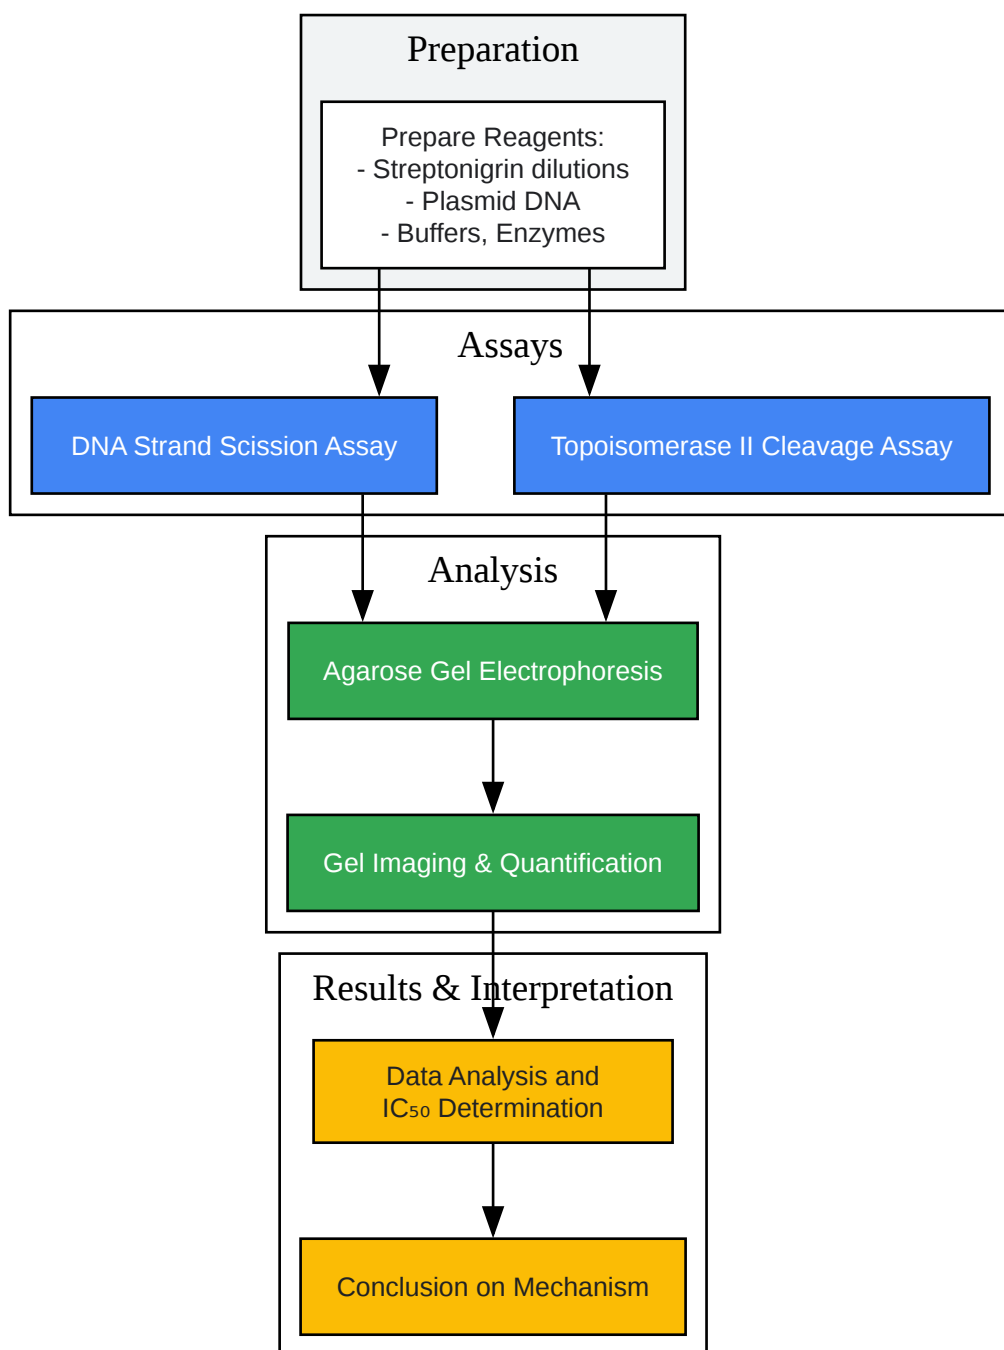 Preparation
Prepare Reagents:
- Streptonigrin dilutions
- Plasmid DNA
- Buffers, Enzymes
Assays
DNA Strand Scission Assay
Topoisomerase II Cleavage Assay
Analysis
Agarose Gel Electrophoresis
Gel Imaging & Quantification
Results & Interpretation
Data Analysis and
IC₅₀ Determination
Conclusion on Mechanism